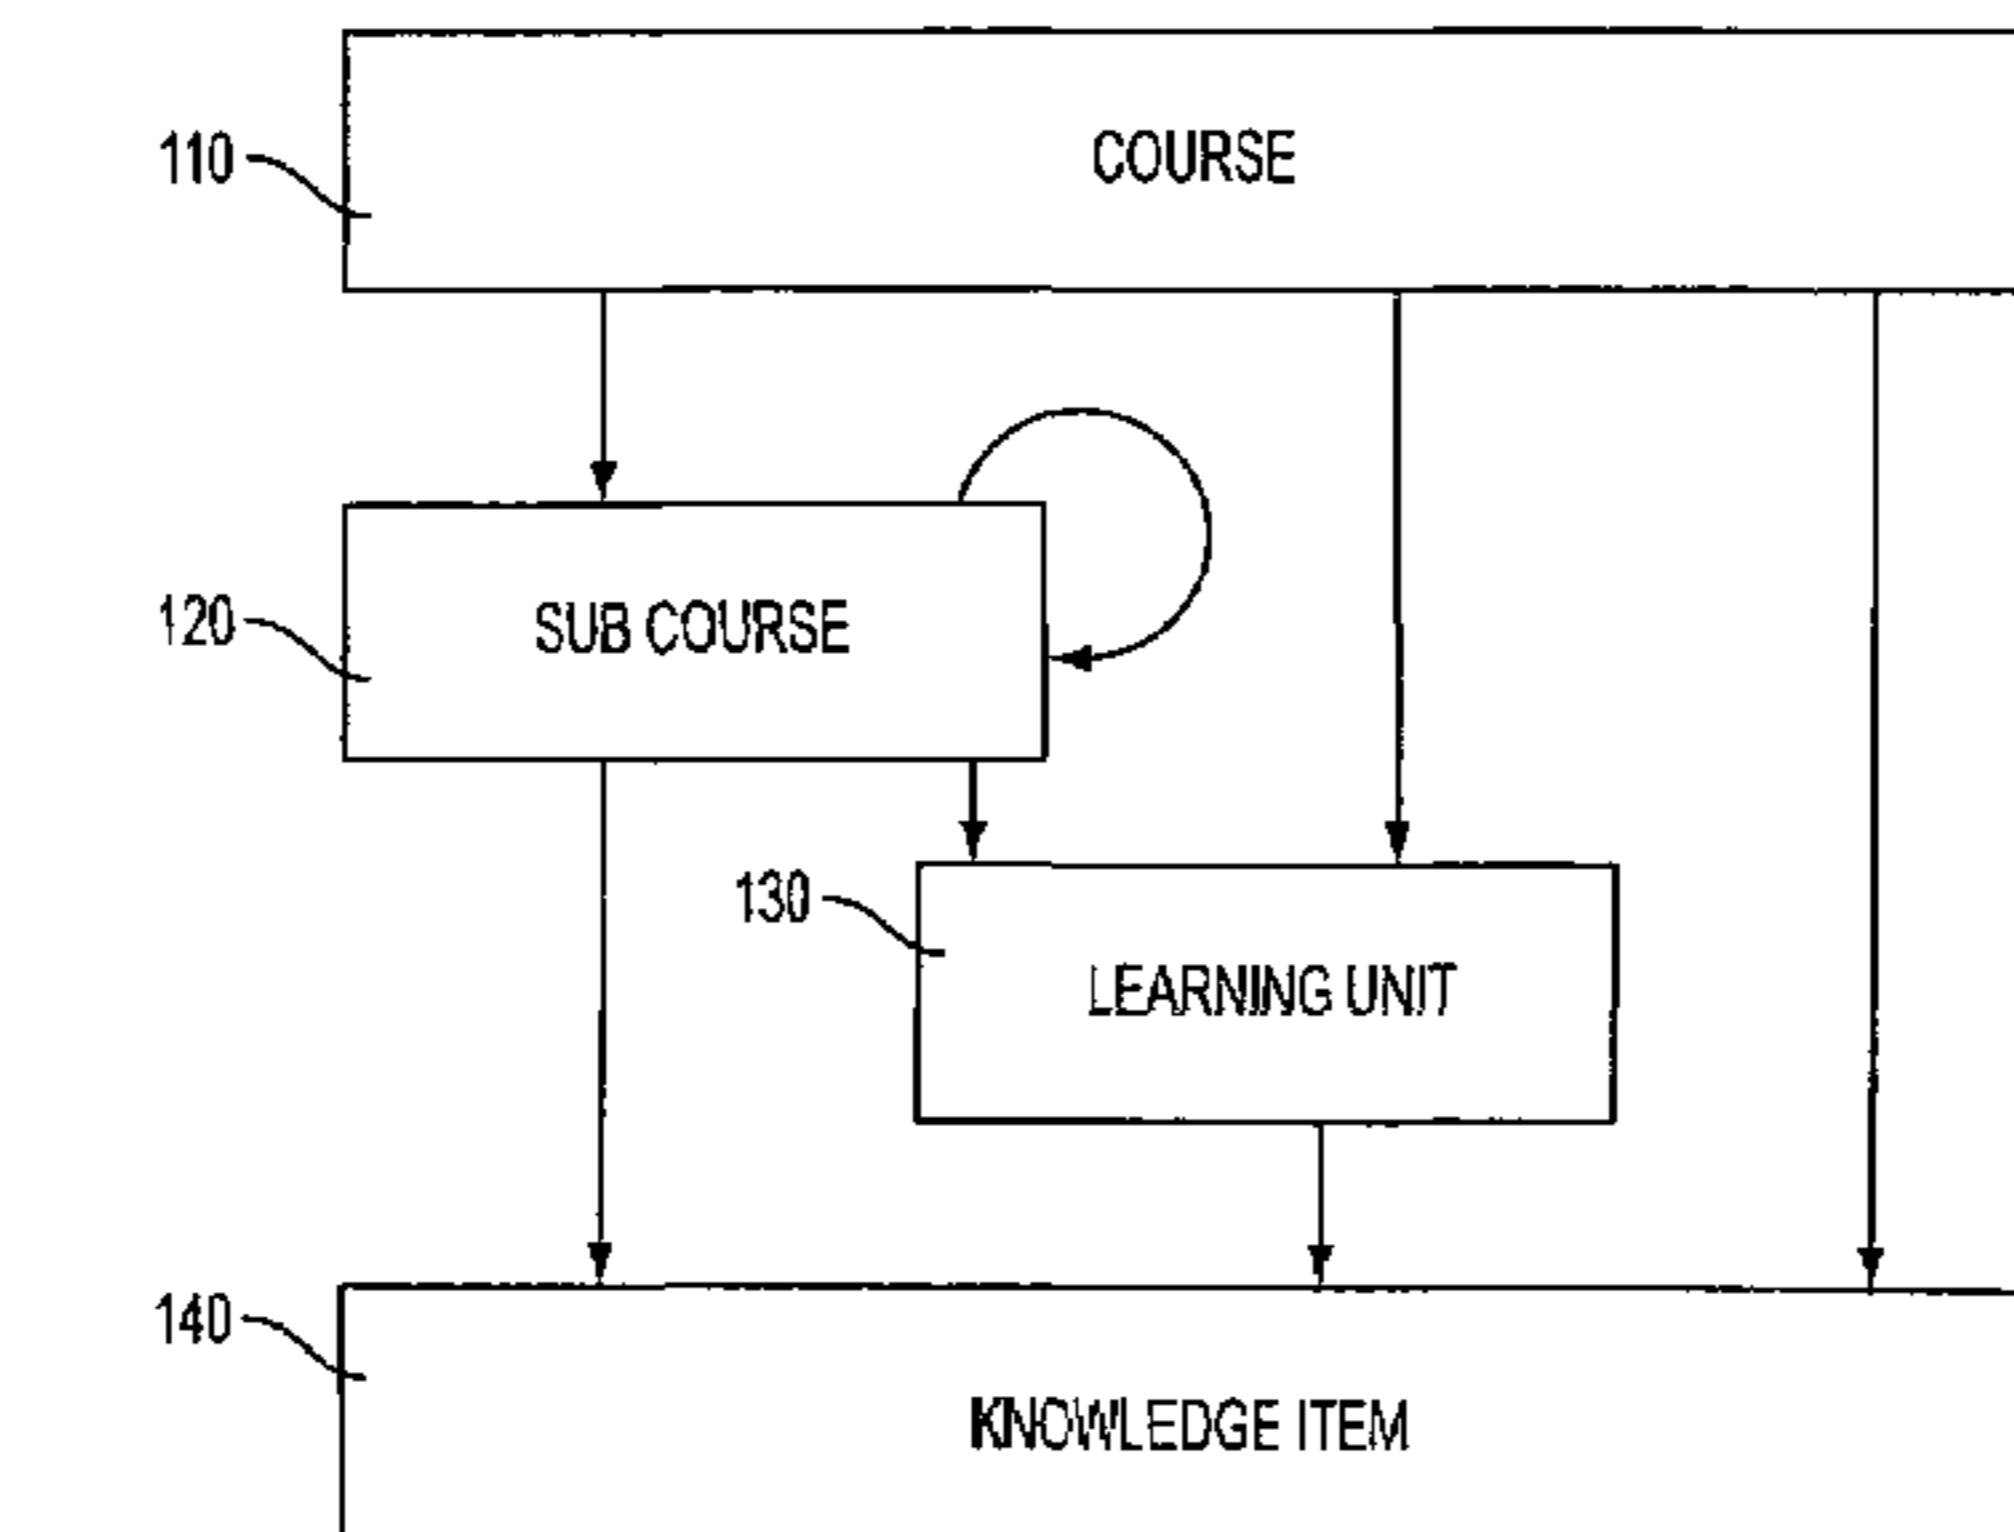 COURSE
110
SUB COURSE
120
130
LEARNING UNIT
140
KNOWLEDGE ITEM